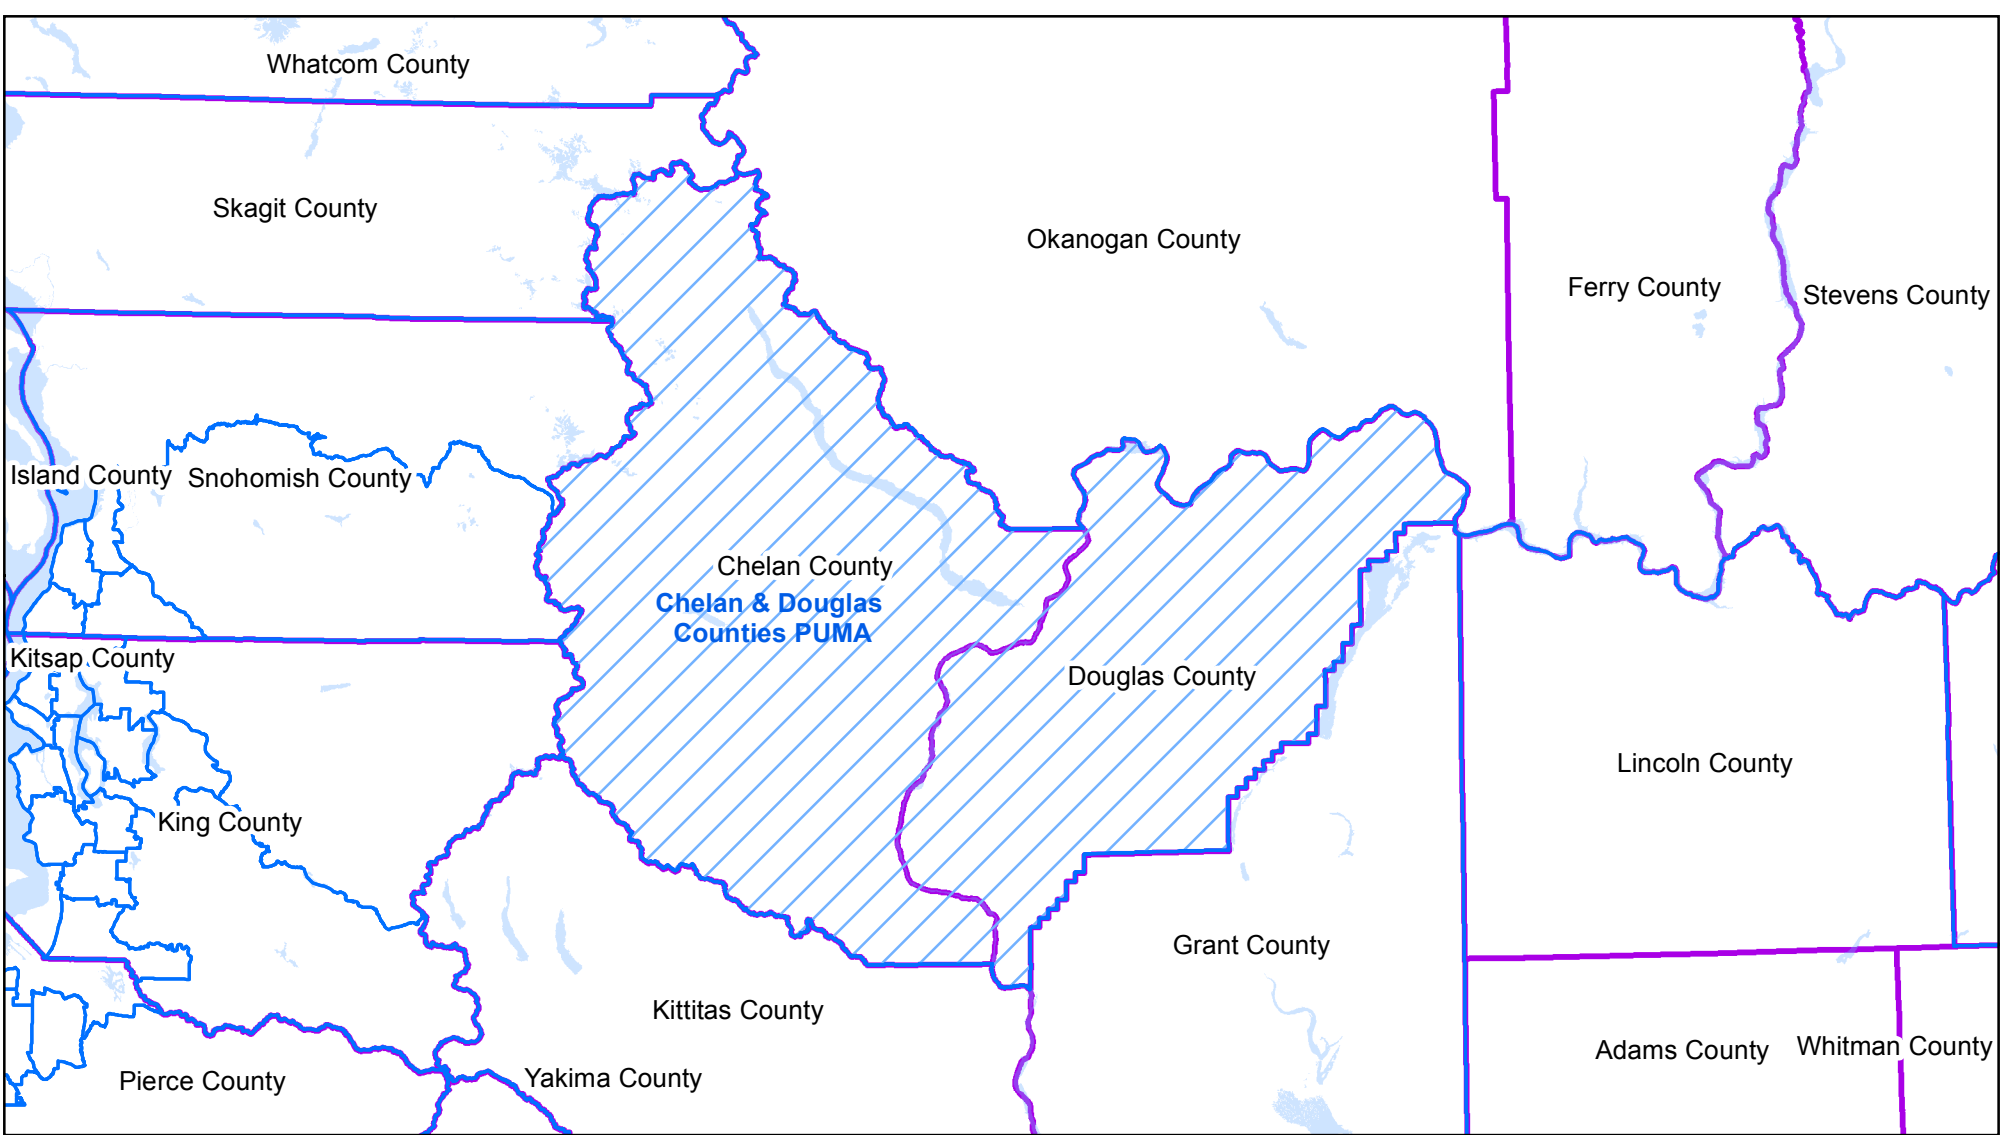 Whatcom County
Skagit County
Okanogan County
Ferry County
Stevens County
Island County
Snohomish County
Chelan County
Chelan & Douglas
Counties PUMA
Kitsap County
Douglas County
Lincoln County
King County
Grant County
Kittitas County
Adams County
Whitman County
Pierce County
Yakima County